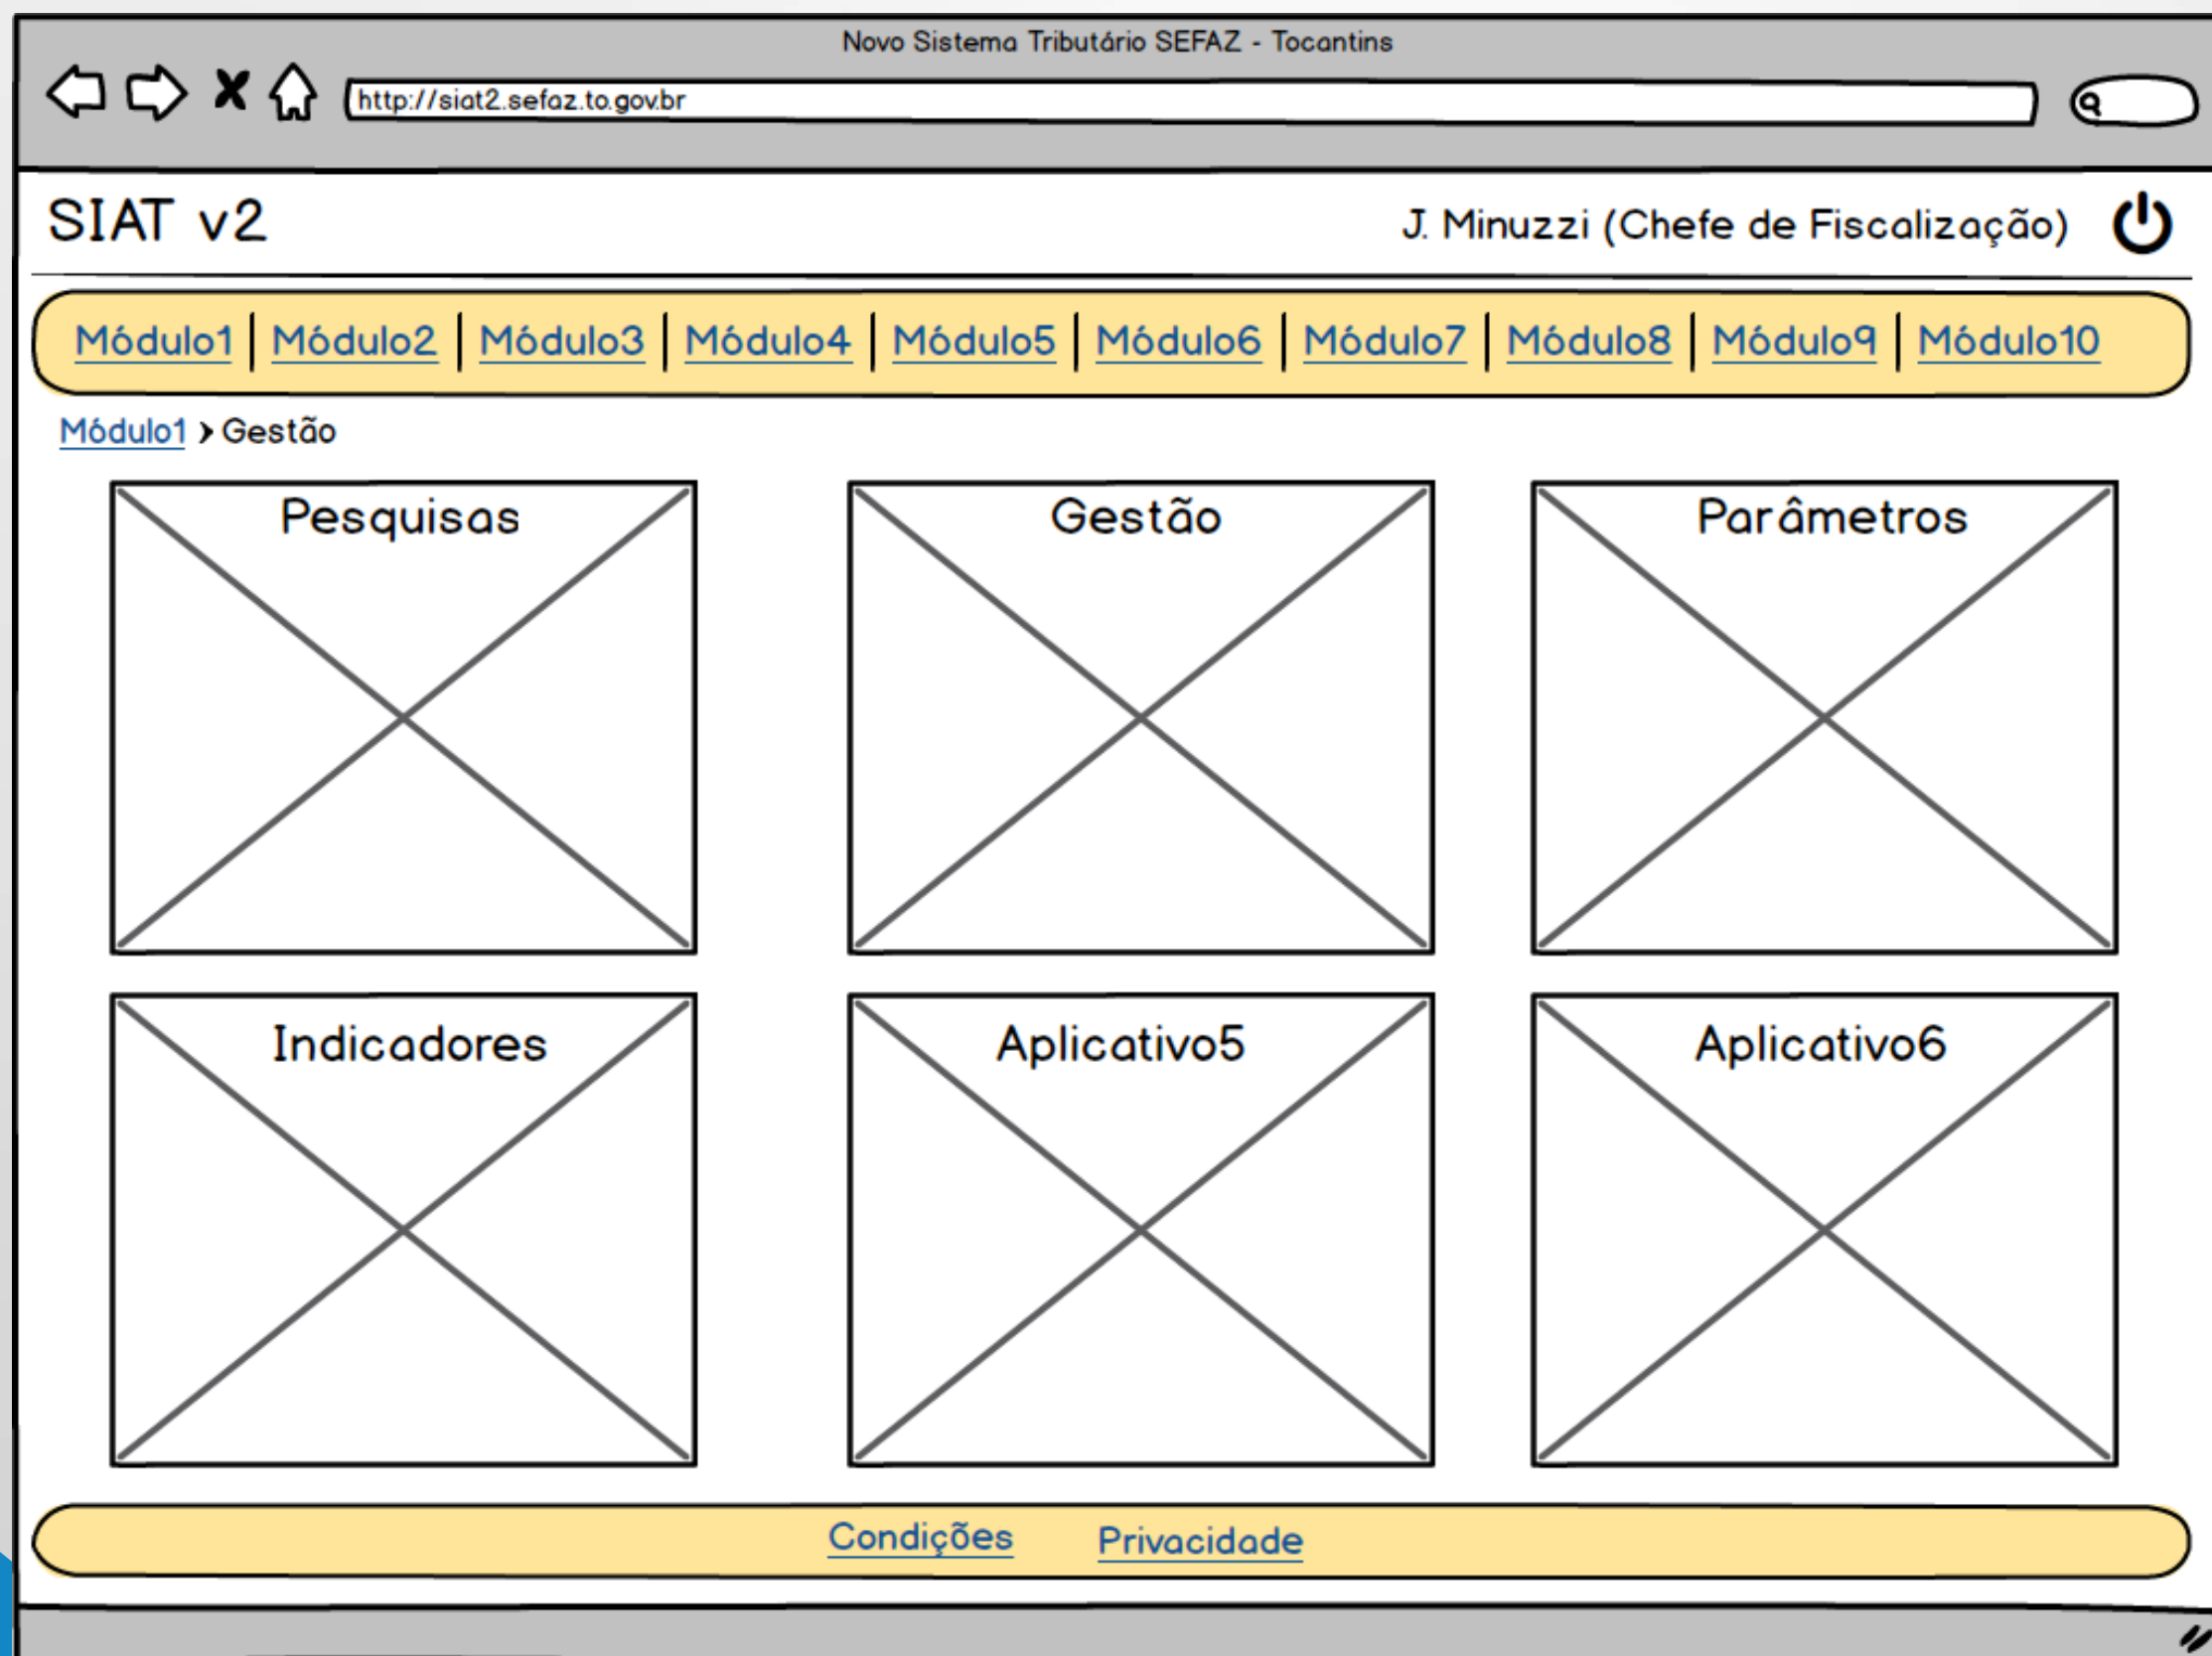 Novo Sistema Tributário SEFAZ - Tocantins
http://siat2.sefaz.to.gov.br
SIAT v2
J. Minuzzi (Chefe de Fiscalização)
Módulo1 | Módulo2 | Módulo3 | Módulo4 | Módulo5 | Módulo6 | Módulo7 | Módulo8 | Módulo9 | Módulo10
Módulo1 > Gestão
Pesquisas
Gestão
Parâmetros
Indicadores
Aplicativo5
Aplicativo6
Condições
Privacidade